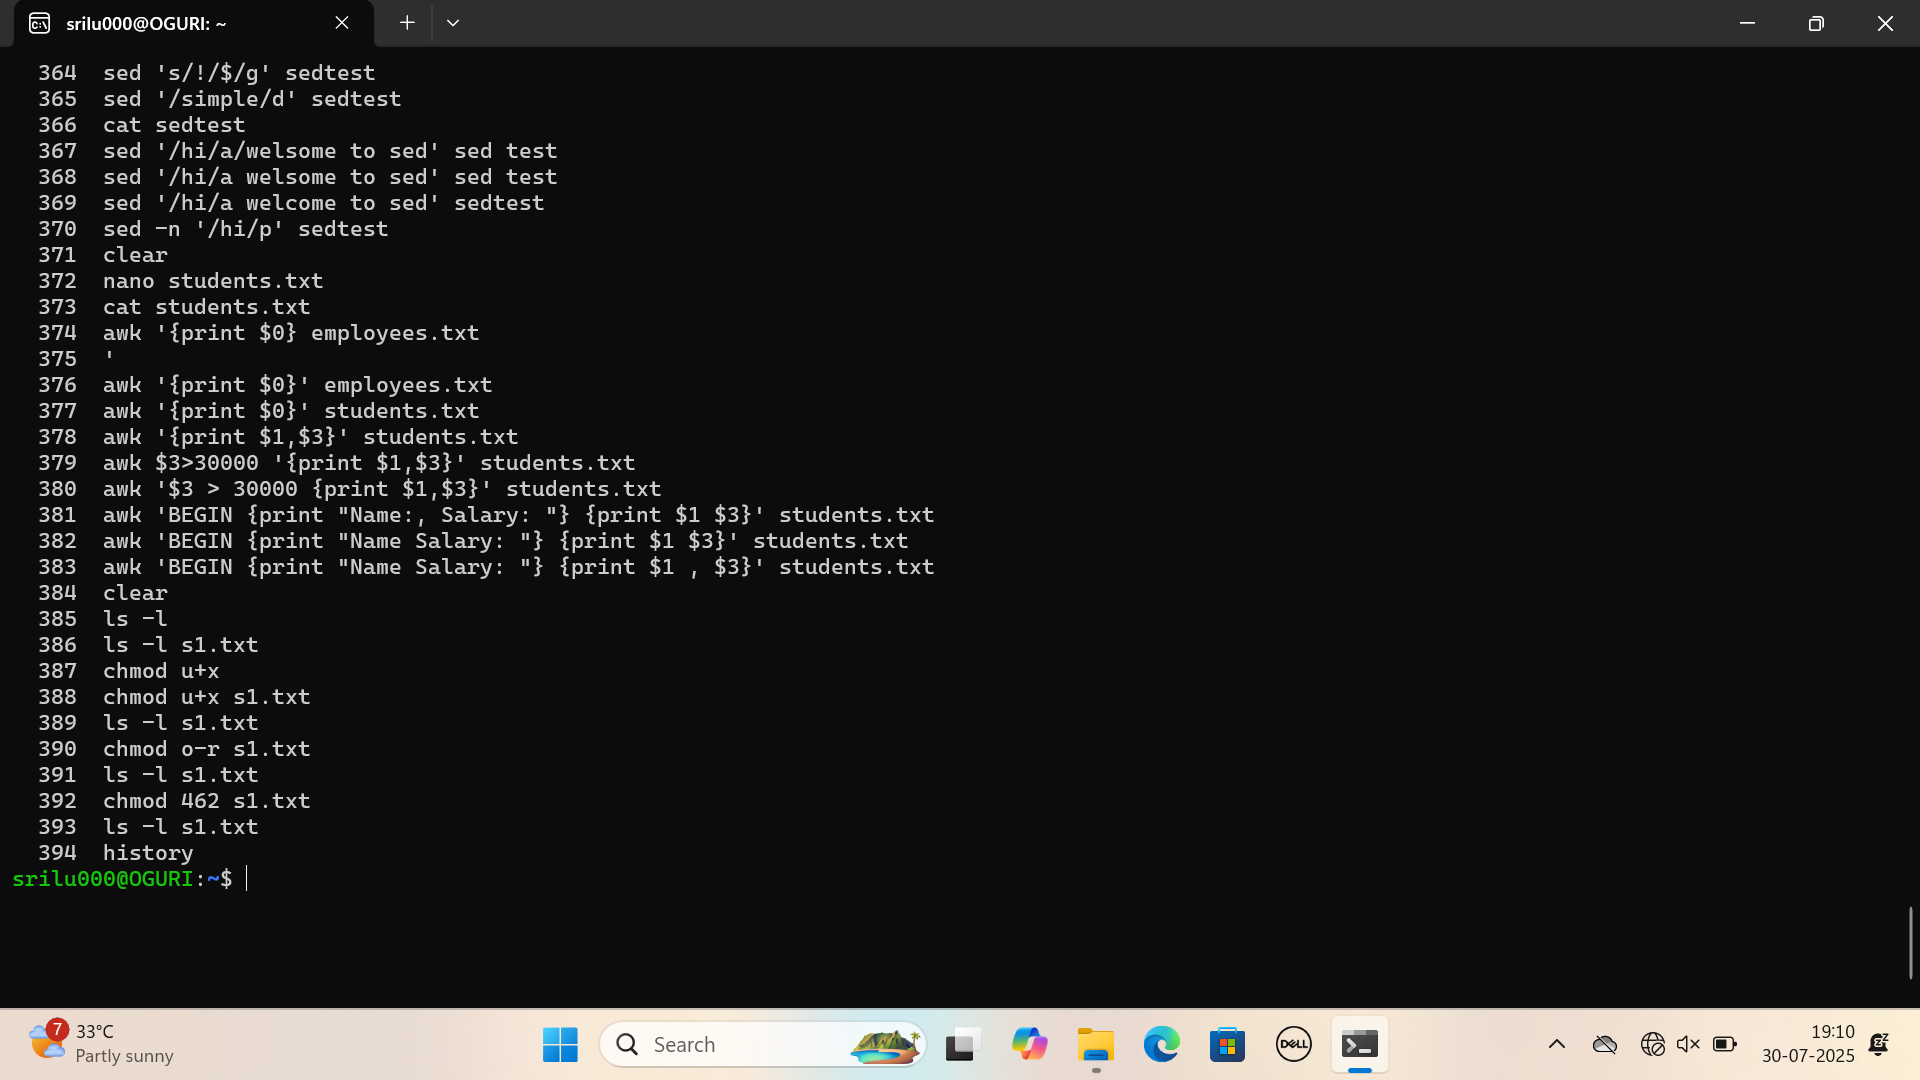 srilu000@OGURI: ~
364 sed 's/!/$/g' sedtest
365 sed '/simple/d' sedtest
366 cat sedtest
367 sed '/hi/a/welsome to sed' sed test
368 sed '/hi/a welsome to sed' sed test
369 sed '/hi/a welcome to sed' sedtest
370 sed -n '/hi/p' sedtest
371 clear
372 nano students.txt
373 cat students.txt
374 awk '{print $0} employees.txt
375 '
376 awk '{print $0}' employees.txt
377 awk '{print $0}' students.txt
378 awk '{print $1,$3}' students.txt
379 awk $3>30000 '{print $1,$3}' students.txt
380 awk '$3 > 30000 {print $1,$3}' students.txt
381 awk 'BEGIN {print "Name:, Salary: "} {print $1 $3}' students.txt
382 awk 'BEGIN {print "Name Salary: "} {print $1 $3}' students.txt
383 awk 'BEGIN {print "Name Salary: "} {print $1 , $3}' students.txt
384 clear
385 ls -l
386 ls -l s1.txt
387 chmod u+x
388 chmod u+x s1.txt
389 ls -l s1.txt
390 chmod o-r s1.txt
391 ls -l s1.txt
392 chmod 462 s1.txt
393 ls -l s1.txt
394 history
srilu000@OGURI:~$
7 33°C
Partly sunny
Search
DELL
19:10
30-07-2025